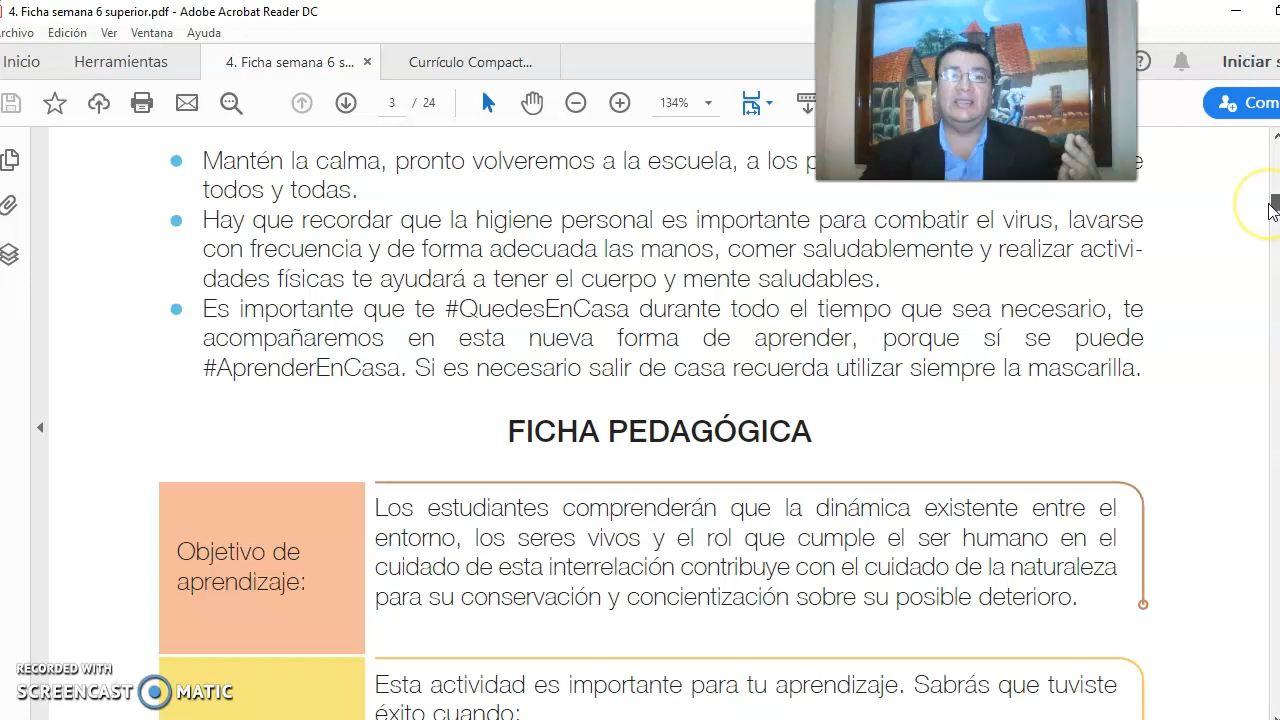 4. Ficha semana 6 superior.pdf - Adobe Acrobat Reader DC
Archivo Edición Ver Ventana Ayuda
Inicio Herramientas 4. Ficha semana 6 s... × Currículo Compact... Iniciar s
3 / 24 134% Com
Mantén la calma, pronto volveremos a la escuela, a los
todos y todas.
Hay que recordar que la higiene personal es importante para combatir el virus, lavarse
con frecuencia y de forma adecuada las manos, comer saludablemente y realizar activi-
dades físicas te ayudará a tener el cuerpo y mente saludables.
Es importante que te #QuedesEnCasa durante todo el tiempo que sea necesario, te
acompañaremos en esta nueva forma de aprender, porque sí se puede
#AprenderEnCasa. Si es necesario salir de casa recuerda utilizar siempre la mascarilla.
FICHA PEDAGÓGICA
Objetivo de
aprendizaje:
Los estudiantes comprenderán que la dinámica existente entre el
entorno, los seres vivos y el rol que cumple el ser humano en el
cuidado de esta interrelación contribuye con el cuidado de la naturaleza
para su conservación y concientización sobre su posible deterioro.
Esta actividad es importante para tu aprendizaje. Sabrás que tuviste
éxito cuando:
RECORDED WITH
SCREENCAST MATIC